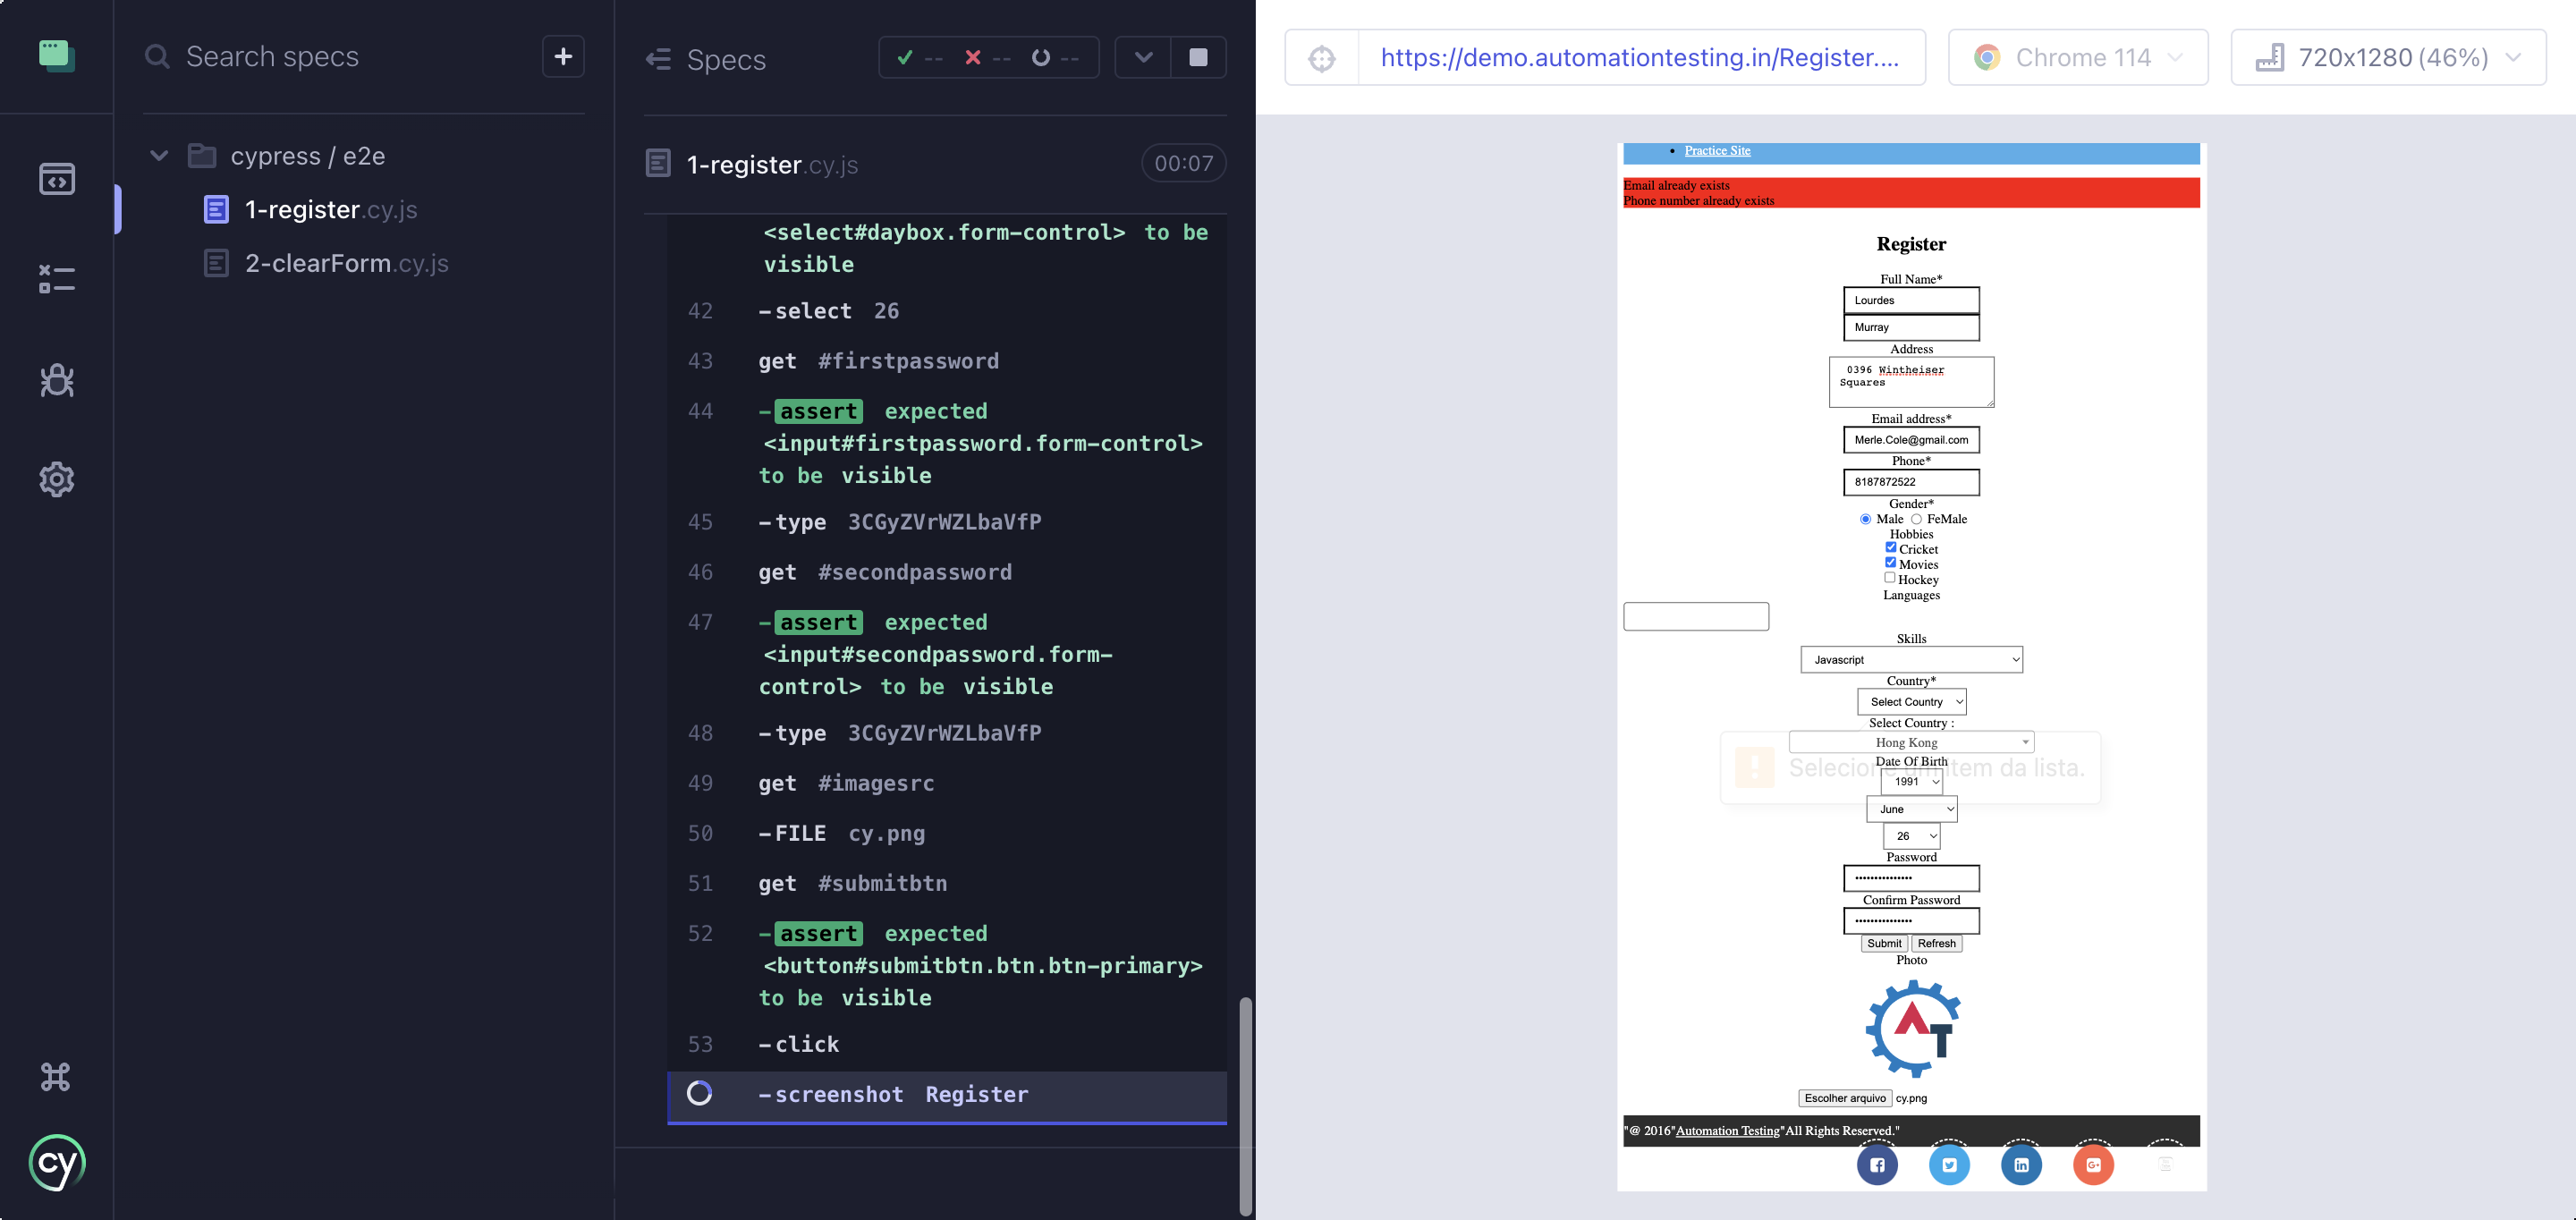 Search specs
cypress / e2e
1-register.cy.js
2-clearForm.cy.js
cy
Specs
-- -- --
1-register.cy.js
00:07
<select#daybox.form-control> to be
visible
42 -select 26
43 get #firstpassword
44 -assert expected
<input#firstpassword.form-control>
to be visible
45 -type 3CGyZVrWZLbaVfP
46 get #secondpassword
47 -assert expected
<input#secondpassword.form-
control> to be visible
48 -type 3CGyZVrWZLbaVfP
49 get #imagesrc
50 -FILE cy.png
51 get #submitbtn
52 -assert expected
<button#submitbtn.btn.btn-primary>
to be visible
53 -click
-screenshot Register
https://demo.automationtesting.in/Register....
Chrome 114
720x1280 (46%)
Practice Site
Email already exists
Phone number already exists
Register
Full Name*
Lourdes
Murray
Address
0396 Wintheiser
Squares
Email address*
Merle.Cole@gmail.com
Phone*
8187872522
Gender*
Male FeMale
Hobbies
Cricket
Movies
Hockey
Languages
Skills
Javascript
Country*
Select Country
Select Country :
Hong Kong
Date Of Birth
Selecione um item da lista.
1991
June
26
Password
Confirm Password
Submit Refresh
Photo
AT
Escolher arquivo cy.png
"@ 2016"Automation Testing"All Rights Reserved."